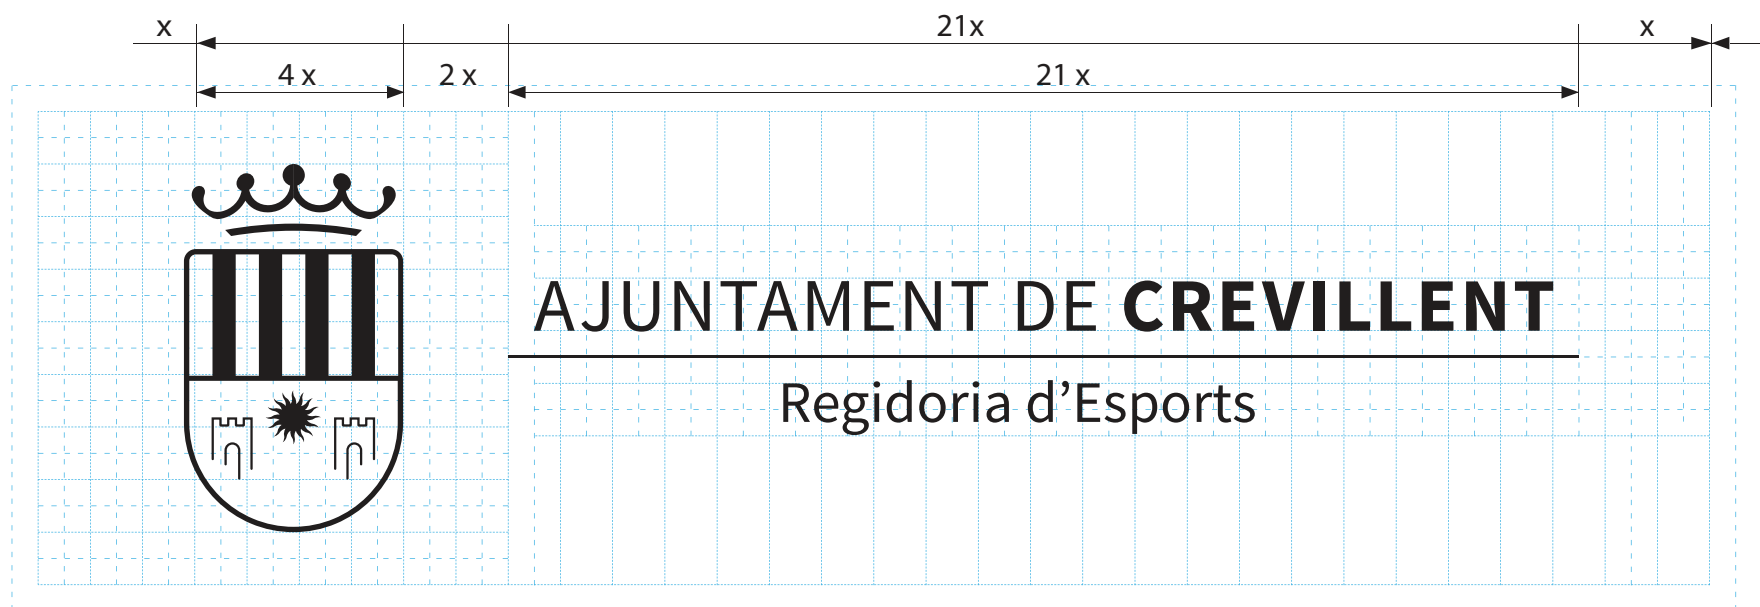 x 21x x
4 x 2 x 21 x
AJUNTAMENT DE CREVILLENT
Regidoria d’Esports